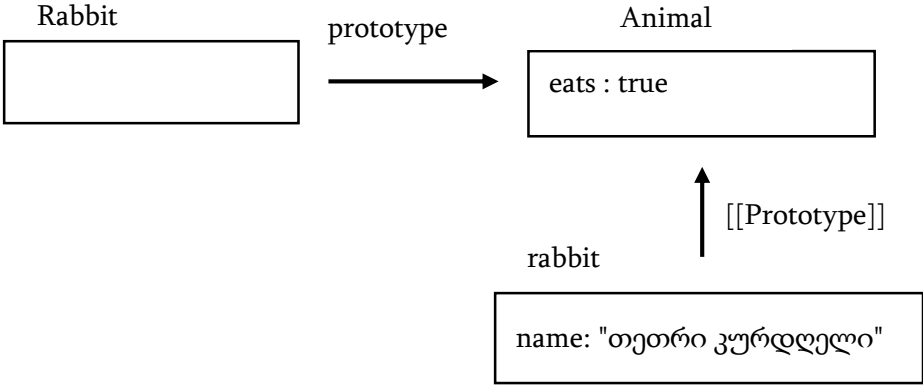 Rabbit
prototype
Animal
eats : true
[[Prototype]]
rabbit
name: "თეთრი კურდღელი"